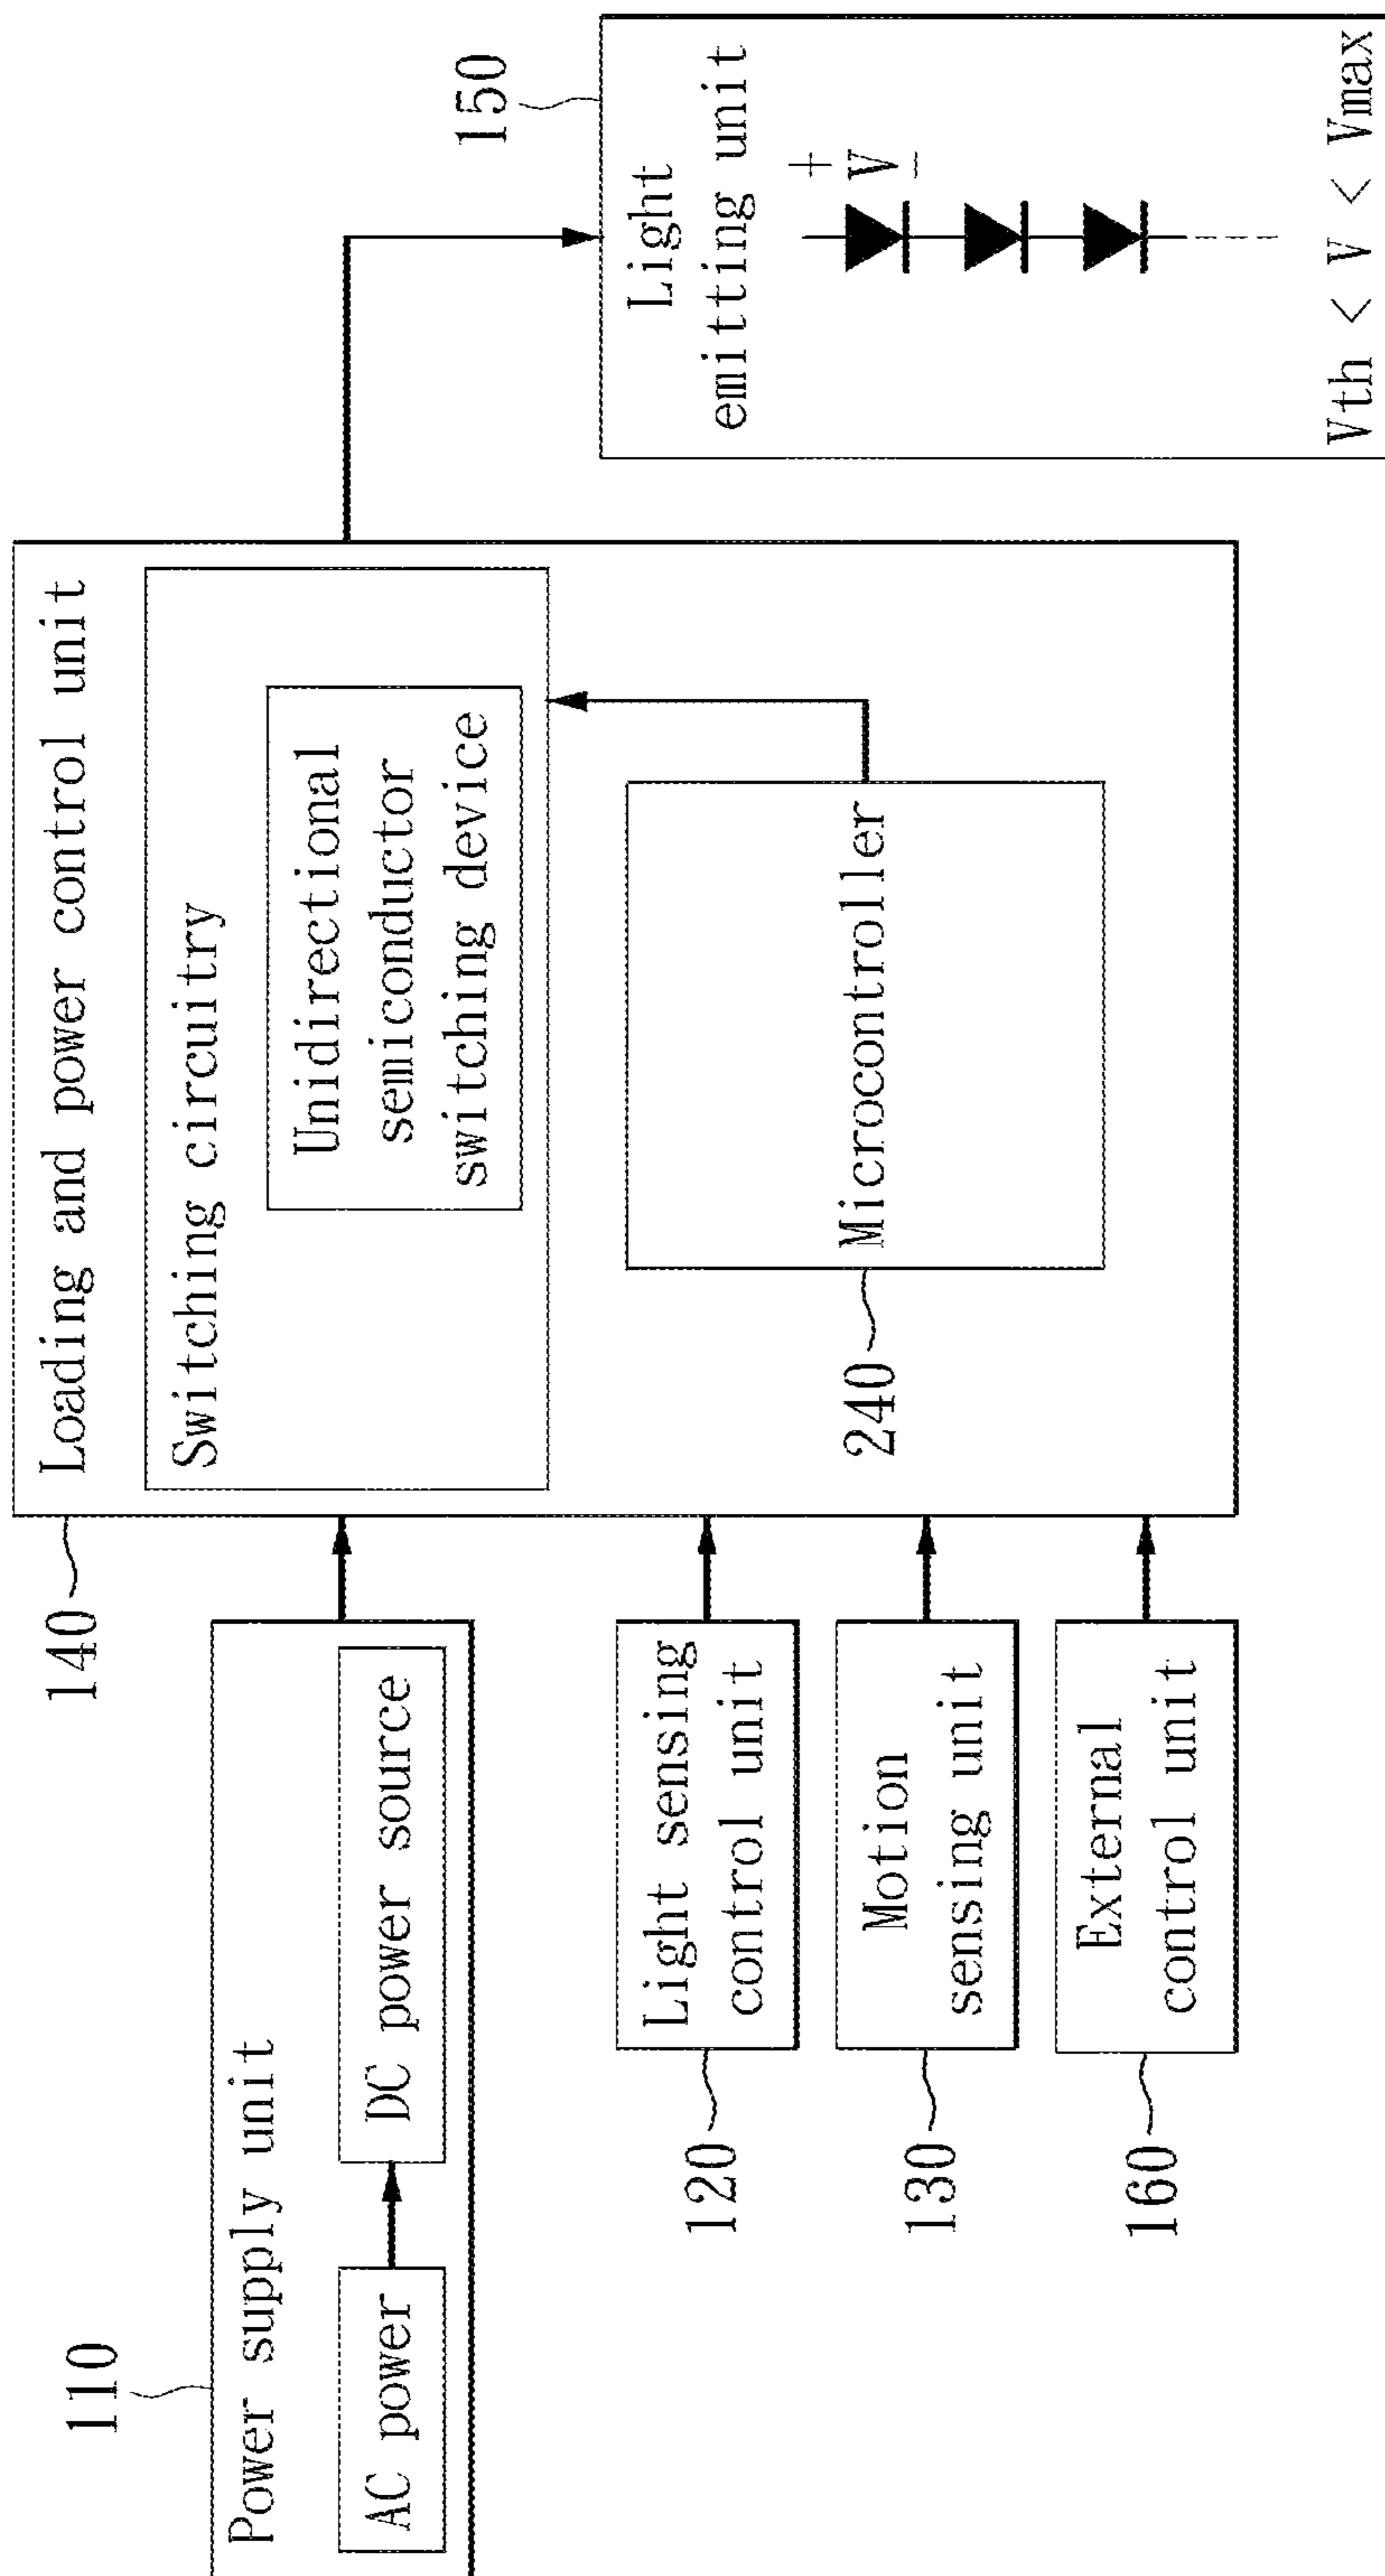 110
Power supply unit
AC power
DC power source
120
Light sensing
control unit
130
Motion
sensing unit
160
External
control unit
140
Loading and power control unit
Switching circuitry
Unidirectional
semiconductor
switching device
240
Microcontroller
150
Light
emitting unit
+
V
-
Vth < V < Vmax